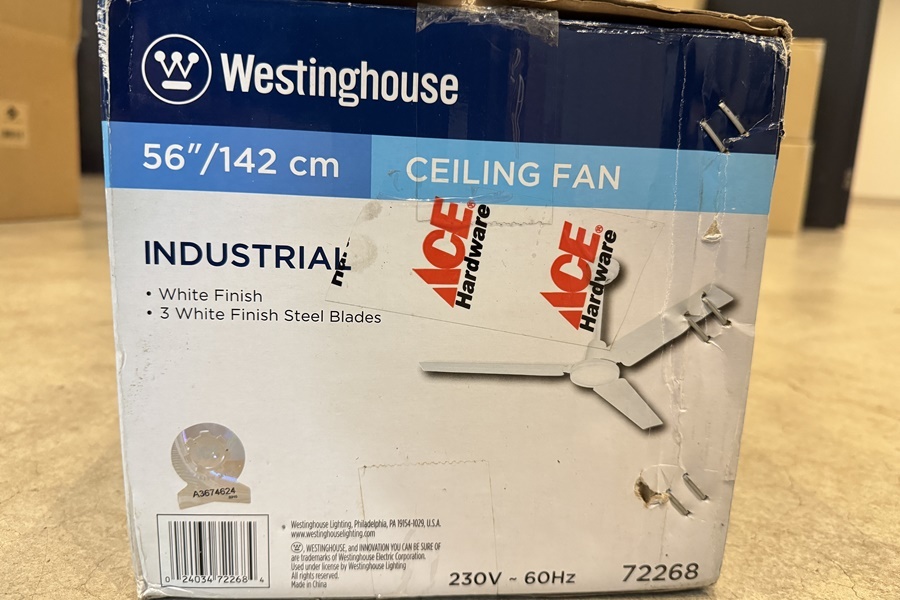 Westinghouse
56"/142 cm
CEILING FAN
INDUSTRIAL
• White Finish
• 3 White Finish Steel Blades
ACE®
Hardware
ACE®
Hardware
A3674624
Westinghouse Lighting, Philadelphia, PA 19154-1029, U.S.A.
www.westinghouselighting.com
, WESTINGHOUSE, and INNOVATION YOU CAN BE SURE OF
are trademarks of Westinghouse Electric Corporation.
Used under license by Westinghouse Lighting
All rights reserved.
Made in China
0 24034 72268 4
230V ~ 60Hz
72268